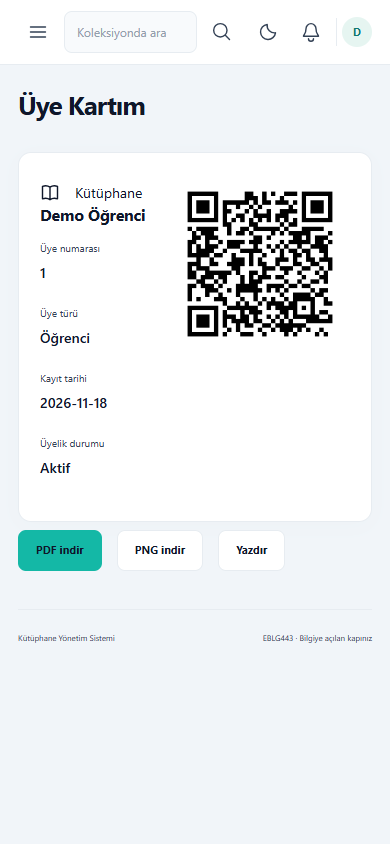 Koleksiyonda ara
D
Üye Kartım
Kütüphane
Demo Öğrenci
Üye numarası
1
Üye türü
Öğrenci
Kayıt tarihi
2026-11-18
Üyelik durumu
Aktif
PDF indir
PNG indir
Yazdır
Kütüphane Yönetim Sistemi
EBLG443 · Bilgiye açılan kapınız